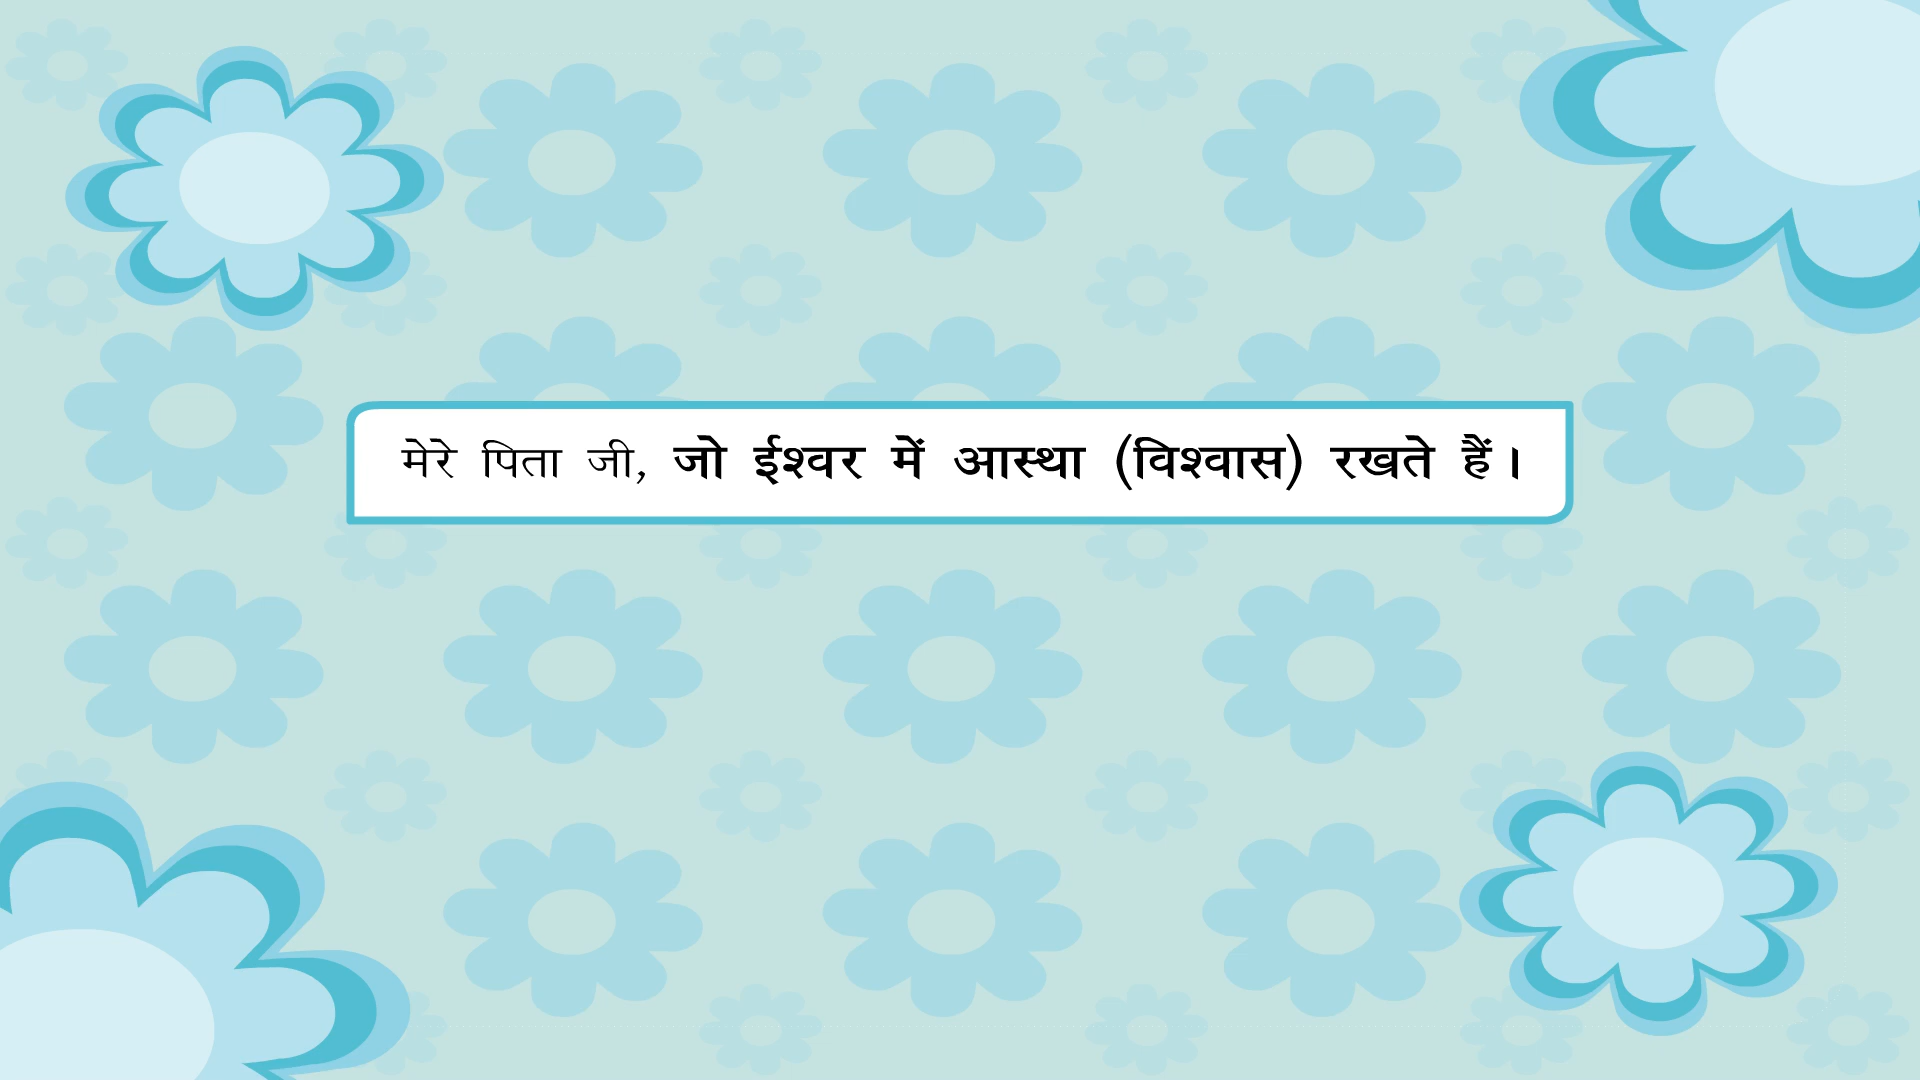 मेरे पिता जी, जो ईश्वर में आस्था (विश्वास) रखते हैं।